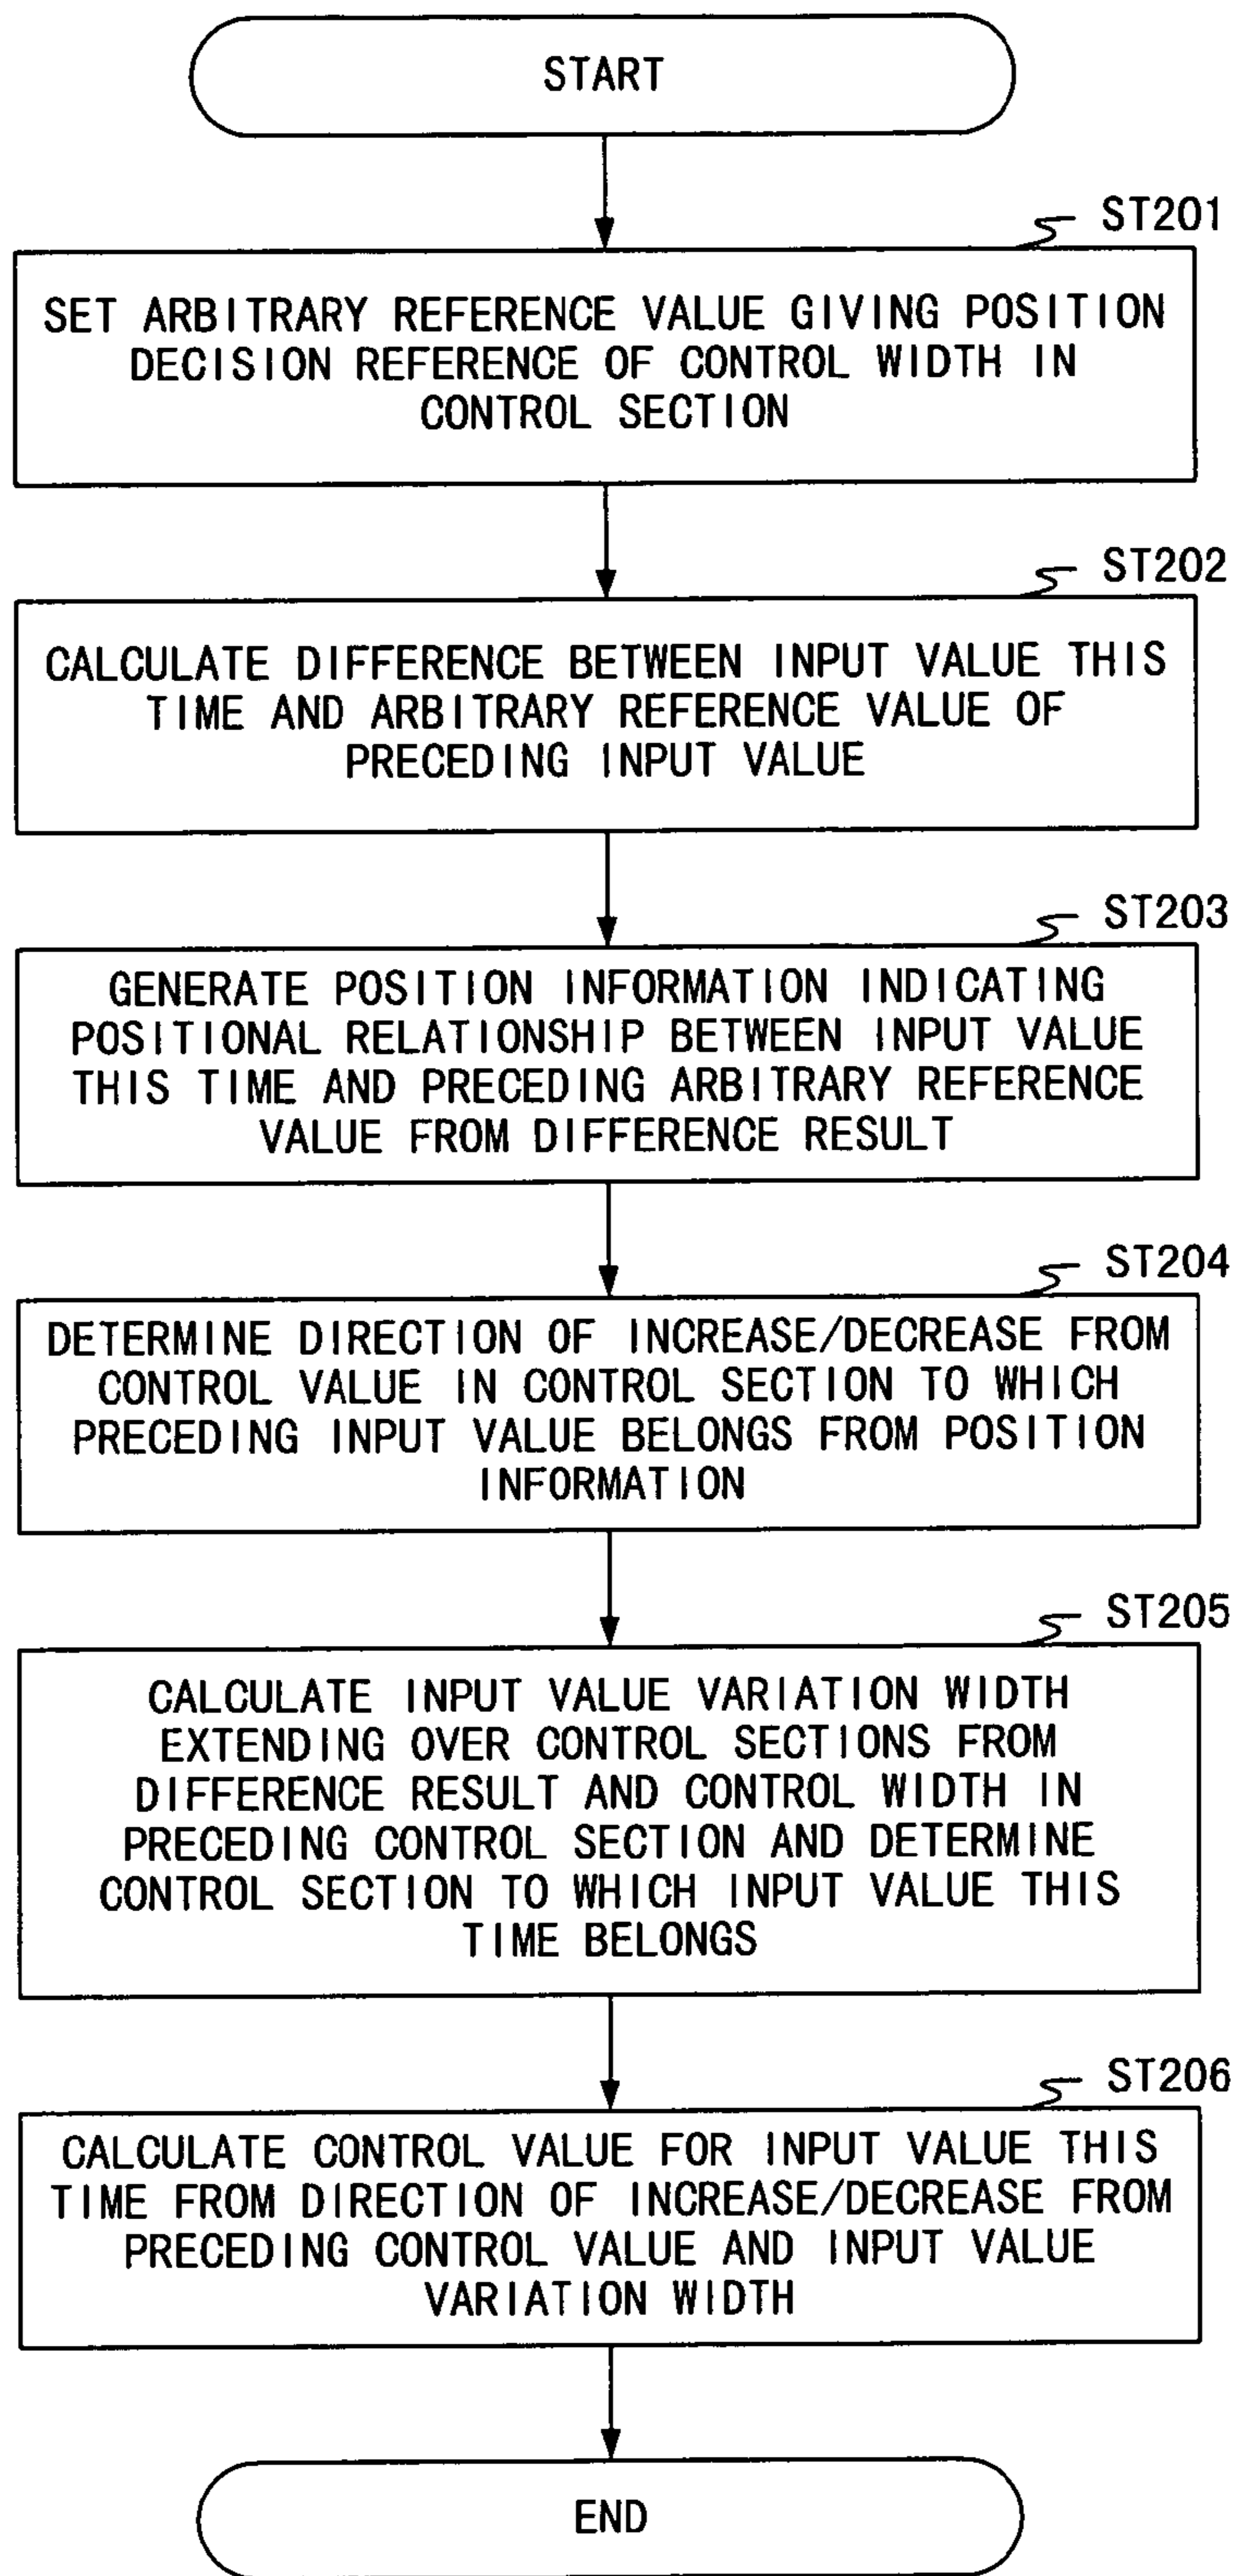 START
ST201
SET ARBITRARY REFERENCE VALUE GIVING POSITION
DECISION REFERENCE OF CONTROL WIDTH IN
CONTROL SECTION
ST202
CALCULATE DIFFERENCE BETWEEN INPUT VALUE THIS
TIME AND ARBITRARY REFERENCE VALUE OF
PRECEDING INPUT VALUE
ST203
GENERATE POSITION INFORMATION INDICATING
POSITIONAL RELATIONSHIP BETWEEN INPUT VALUE
THIS TIME AND PRECEDING ARBITRARY REFERENCE
VALUE FROM DIFFERENCE RESULT
ST204
DETERMINE DIRECTION OF INCREASE/DECREASE FROM
CONTROL VALUE IN CONTROL SECTION TO WHICH
PRECEDING INPUT VALUE BELONGS FROM POSITION
INFORMATION
ST205
CALCULATE INPUT VALUE VARIATION WIDTH
EXTENDING OVER CONTROL SECTIONS FROM
DIFFERENCE RESULT AND CONTROL WIDTH IN
PRECEDING CONTROL SECTION AND DETERMINE
CONTROL SECTION TO WHICH INPUT VALUE THIS
TIME BELONGS
ST206
CALCULATE CONTROL VALUE FOR INPUT VALUE THIS
TIME FROM DIRECTION OF INCREASE/DECREASE FROM
PRECEDING CONTROL VALUE AND INPUT VALUE
VARIATION WIDTH
END